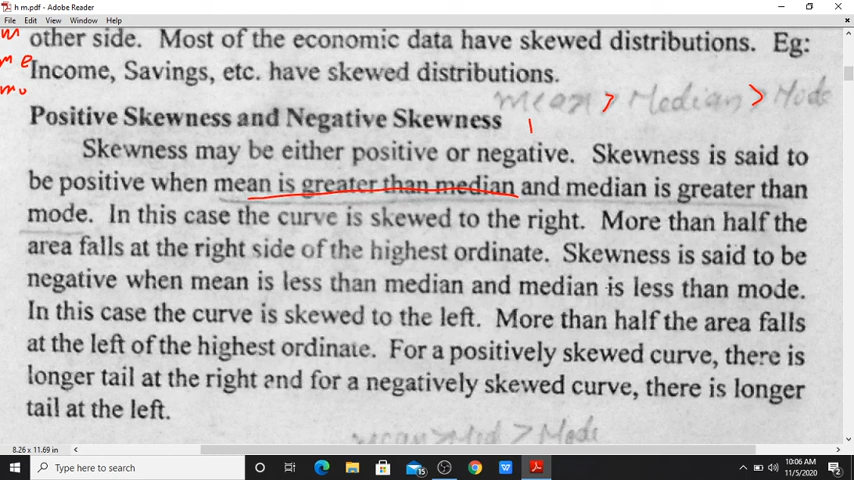 h m.pdf - Adobe Reader
File Edit View Window Help
other side. Most of the economic data have skewed distributions. Eg:
Income, Savings, etc. have skewed distributions.
mean > Median > Mode
Positive Skewness and Negative Skewness
Skewness may be either positive or negative. Skewness is said to
be positive when mean is greater than median and median is greater than
mode. In this case the curve is skewed to the right. More than half the
area falls at the right side of the highest ordinate. Skewness is said to be
negative when mean is less than median and median is less than mode.
In this case the curve is skewed to the left. More than half the area falls
at the left of the highest ordinate. For a positively skewed curve, there is
longer tail at the right and for a negatively skewed curve, there is longer
tail at the left.
mean > Med > Mode
8.26 x 11.69 in
Type here to search
15
10:06 AM
11/5/2020
2